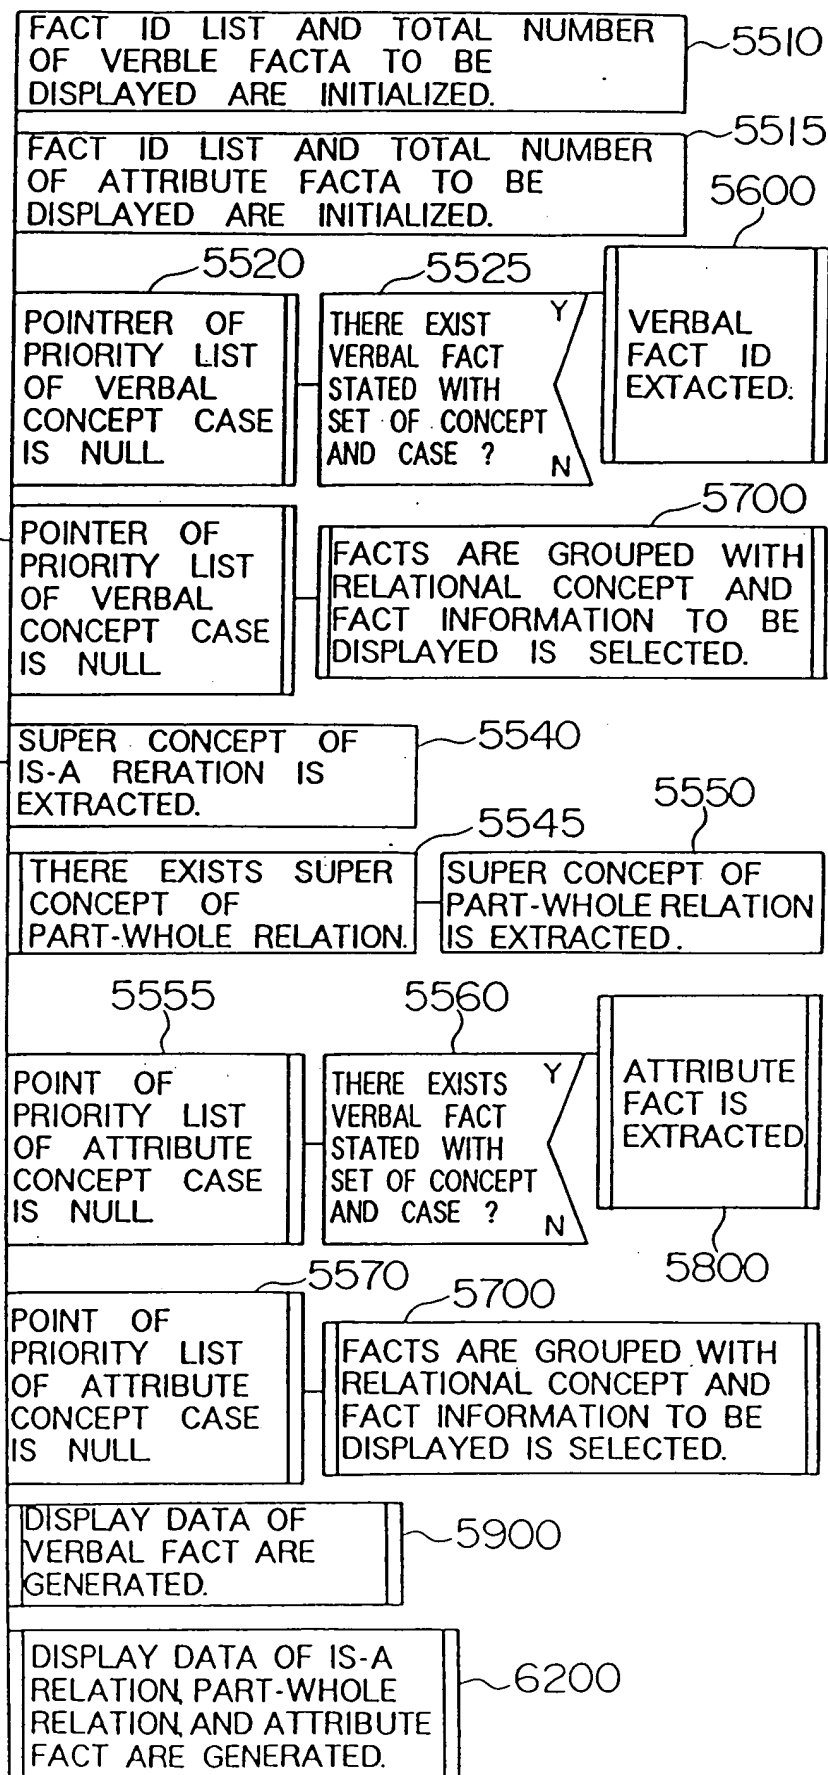 FACT ID LIST AND TOTAL NUMBER
OF VERBLE FACTA TO BE
DISPLAYED ARE INITIALIZED.
5510
FACT ID LIST AND TOTAL NUMBER
OF ATTRIBUTE FACTA TO BE
DISPLAYED ARE INITIALIZED.
5515
5520
POINTRER OF
PRIORITY LIST
OF VERBAL
CONCEPT CASE
IS NULL
5525
THERE EXIST
VERBAL FACT
STATED WITH
SET OF CONCEPT
AND CASE ?
Y
N
5600
VERBAL
FACT ID
EXTACTED.
POINTER OF
PRIORITY LIST
OF VERBAL
CONCEPT CASE
IS NULL
5700
FACTS ARE GROUPED WITH
RELATIONAL CONCEPT AND
FACT INFORMATION TO BE
DISPLAYED IS SELECTED.
SUPER CONCEPT OF
IS-A RERATION IS
EXTRACTED.
5540
5545
THERE EXISTS SUPER
CONCEPT OF
PART-WHOLE RELATION.
5550
SUPER CONCEPT OF
PART-WHOLE RELATION
IS EXTRACTED.
5555
POINT OF
PRIORITY LIST
OF ATTRIBUTE
CONCEPT CASE
IS NULL
5560
THERE EXISTS
VERBAL FACT
STATED WITH
SET OF CONCEPT
AND CASE ?
Y
N
ATTRIBUTE
FACT IS
EXTRACTED.
5800
5570
POINT OF
PRIORITY LIST
OF ATTRIBUTE
CONCEPT CASE
IS NULL
5700
FACTS ARE GROUPED WITH
RELATIONAL CONCEPT AND
FACT INFORMATION TO BE
DISPLAYED IS SELECTED.
DISPLAY DATA OF
VERBAL FACT ARE
GENERATED.
5900
DISPLAY DATA OF IS-A
RELATION, PART-WHOLE
RELATION, AND ATTRIBUTE
FACT ARE GENERATED.
6200